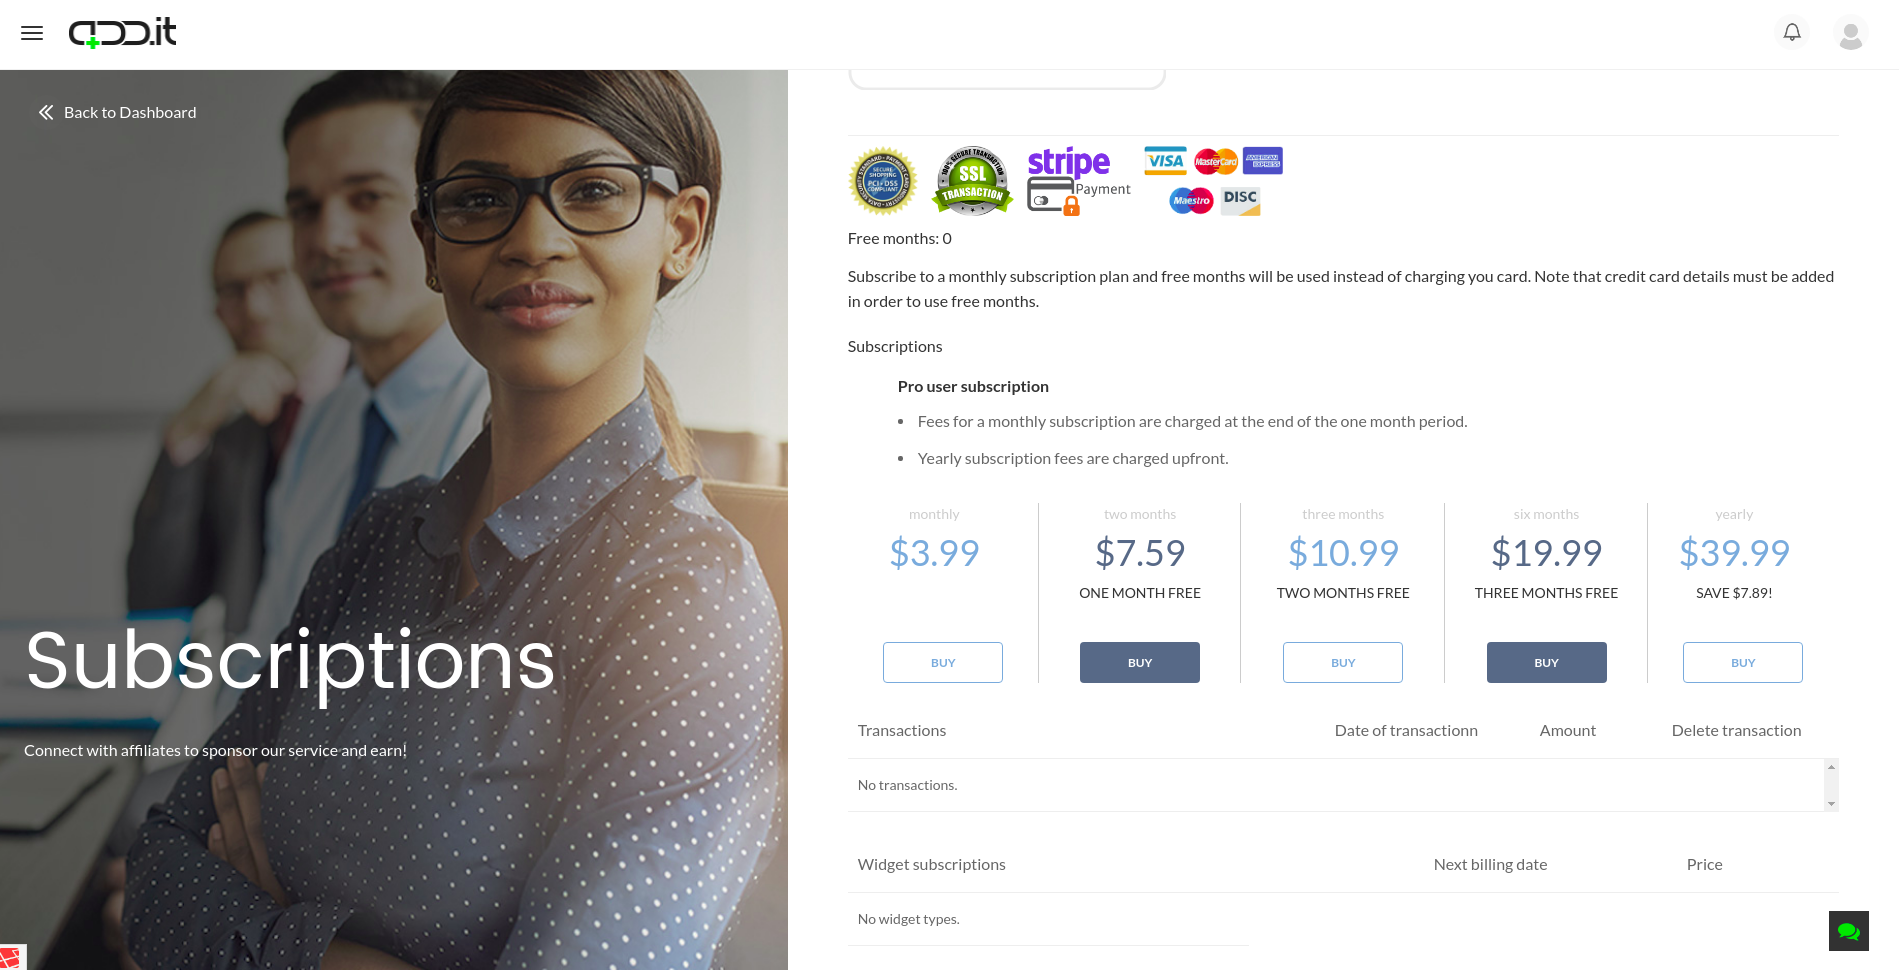 add.it
Back to Dashboard
Subscriptions
Connect with affiliates to sponsor our service and earn!
SECURE SHOPPING
PCI-DSS
COMPLIANT
100% SECURE TRANSACTION
SSL
TRANSACTION
stripe
Payment
VISA
MasterCard
AMERICAN EXPRESS
Maestro
DISC
Free months: 0
Subscribe to a monthly subscription plan and free months will be used instead of charging you card. Note that credit card details must be added
in order to use free months.
Subscriptions
Pro user subscription
• Fees for a monthly subscription are charged at the end of the one month period.
• Yearly subscription fees are charged upfront.
monthly two months three months six months yearly
$3.99 $7.59 $10.99 $19.99 $39.99
ONE MONTH FREE TWO MONTHS FREE THREE MONTHS FREE SAVE $7.89!
BUY BUY BUY BUY BUY
Transactions Date of transactionn Amount Delete transaction
No transactions.
Widget subscriptions Next billing date Price
No widget types.